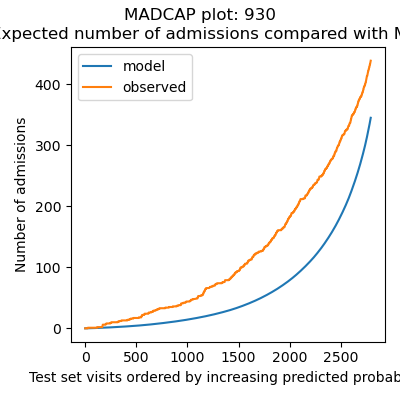 MADCAP plot: 930
Expected number of admissions compared with M
model
observed
400
300
200
100
0
Number of admissions
0 500 1000 1500 2000 2500
Test set visits ordered by increasing predicted probab